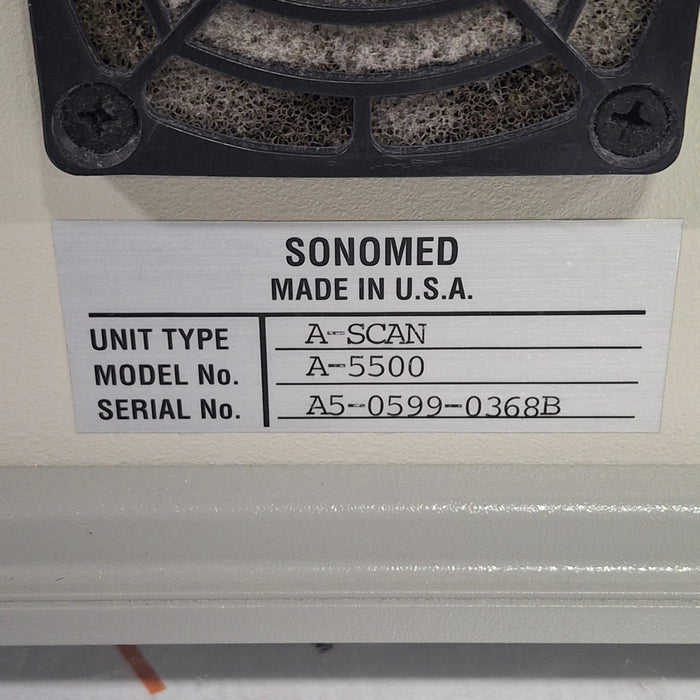 SONOMED
MADE IN U.S.A.
UNIT TYPE A-SCAN
MODEL No. A-5500
SERIAL No. A5-0599-0368B